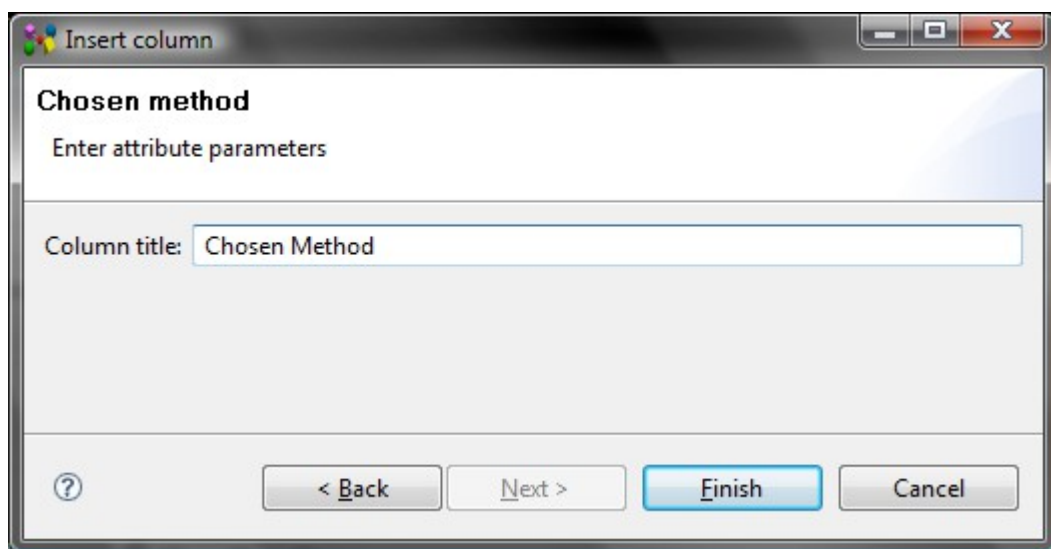 Insert column
Chosen method
Enter attribute parameters
Column title: Chosen Method
< Back Next > Finish Cancel